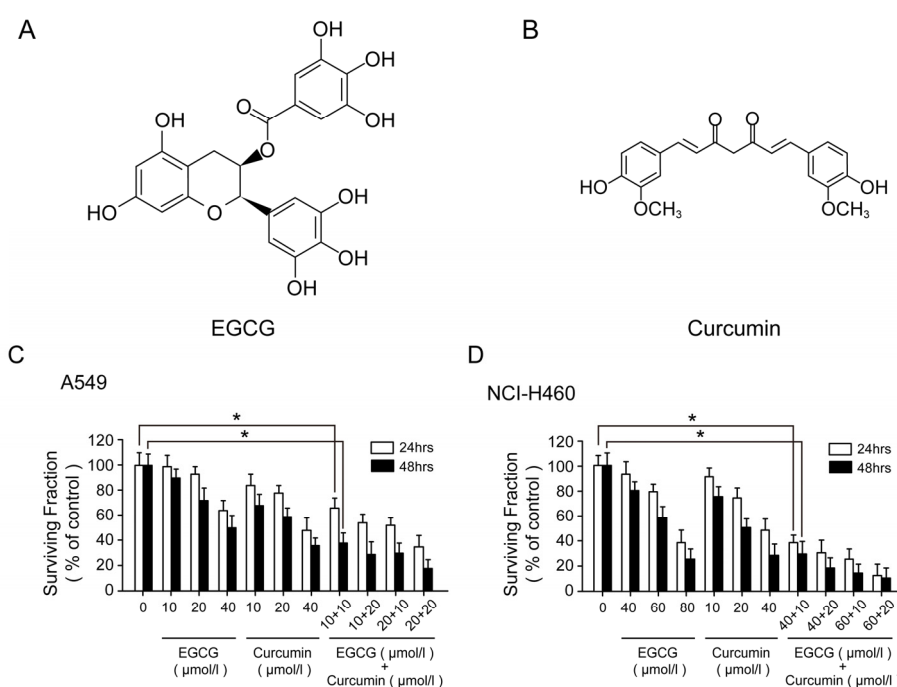 A
OH
OH
OH
O
O
OH
HO
O
OH
OH
OH
EGCG
B
O O
HO
OCH3
OH
OCH3
Curcumin
C
A549
*
*
24hrs
48hrs
Surviving Fraction
( % of control )
120
100
80
60
40
20
0
0 10 20 40 10 20 40 10+10 10+20 20+10 20+20
EGCG
( μmol/l )
Curcumin
( μmol/l )
EGCG ( μmol/l )
+
Curcumin ( μmol/l )
D
NCI-H460
*
*
24hrs
48hrs
Surviving Fraction
( % of control )
120
100
80
60
40
20
0
0 40 60 80 10 20 40 40+10 40+20 60+10 60+20
EGCG
( μmol/l )
Curcumin
( μmol/l )
EGCG ( μmol/l )
+
Curcumin ( μmol/l )